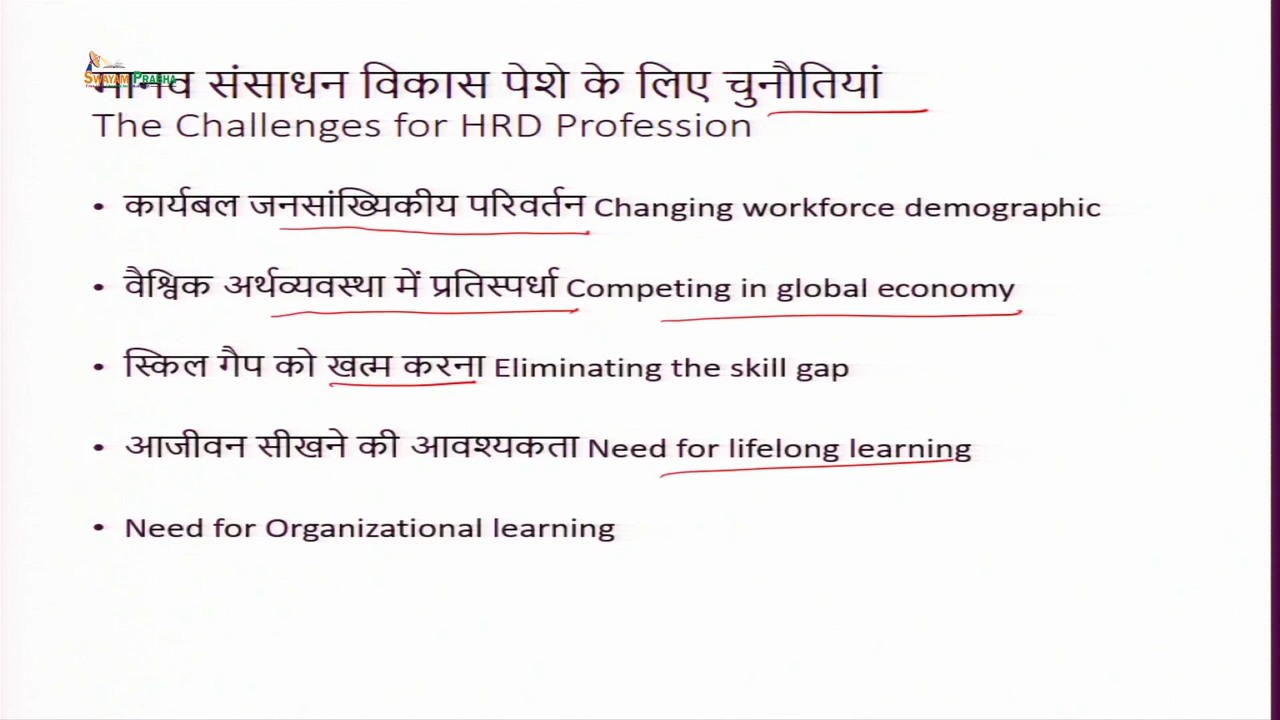 SWAYAM PRABHA
मानव संसाधन विकास पेशे के लिए चुनौतियां
The Challenges for HRD Profession
• कार्यबल जनसांख्यिकीय परिवर्तन Changing workforce demographic
• वैश्विक अर्थव्यवस्था में प्रतिस्पर्धा Competing in global economy
• स्किल गैप को खत्म करना Eliminating the skill gap
• आजीवन सीखने की आवश्यकता Need for lifelong learning
• Need for Organizational learning